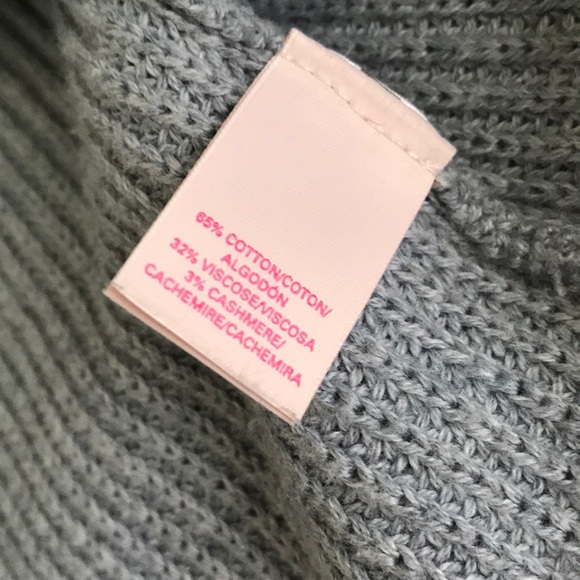 65% COTTON/COTON/
ALGODÓN
32% VISCOSE/VISCOSA
3% CASHMERE/
CACHEMIRE/CACHEMIRA